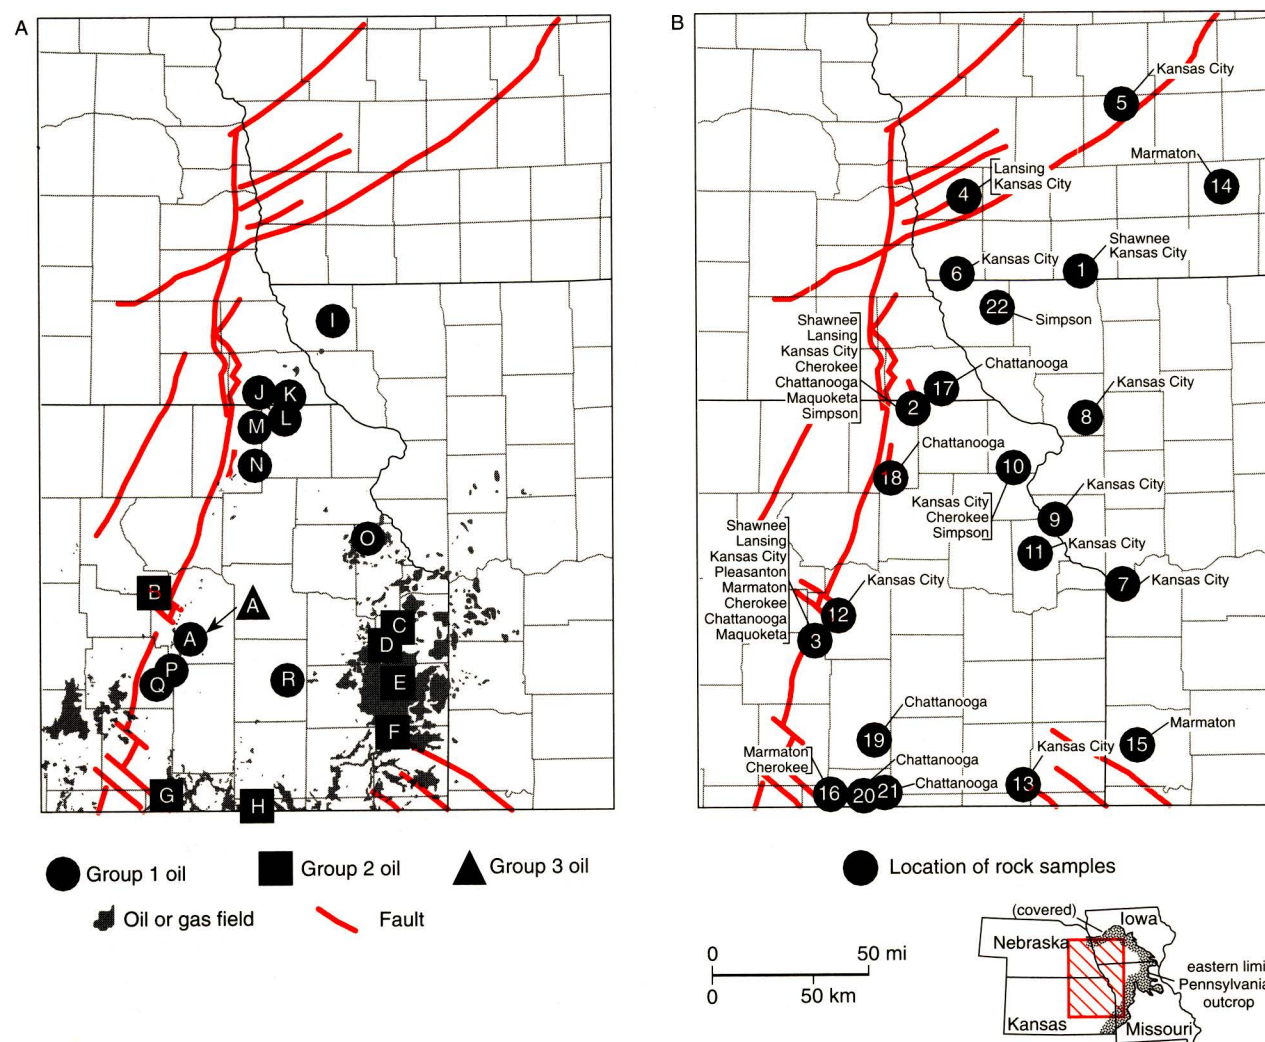 A
I
J
K
L
M
N
O
B
A
A
C
D
P
Q
R
E
F
G
H
Group 1 oil
Group 2 oil
Group 3 oil
Oil or gas field
Fault
B
Kansas City
5
Marmaton
14
Lansing
Kansas City
4
Shawnee
Kansas City
1
Kansas City
6
22
Simpson
Shawnee
Lansing
Kansas City
Cherokee
Chattanooga
Maquoketa
Simpson
2
Chattanooga
17
Kansas City
8
Chattanooga
18
10
Kansas City
Cherokee
Simpson
Kansas City
9
11
Kansas City
7
Kansas City
Shawnee
Lansing
Kansas City
Pleasanton
Marmaton
Cherokee
Chattanooga
Maquoketa
3
Kansas City
12
Chattanooga
19
Marmaton
Cherokee
16
Chattanooga
20
21
Chattanooga
Kansas City
13
Marmaton
15
Location of rock samples
0
50 mi
0
50 km
(covered)
Iowa
Nebraska
eastern limi
Pennsylvania
outcrop
Kansas
Missouri